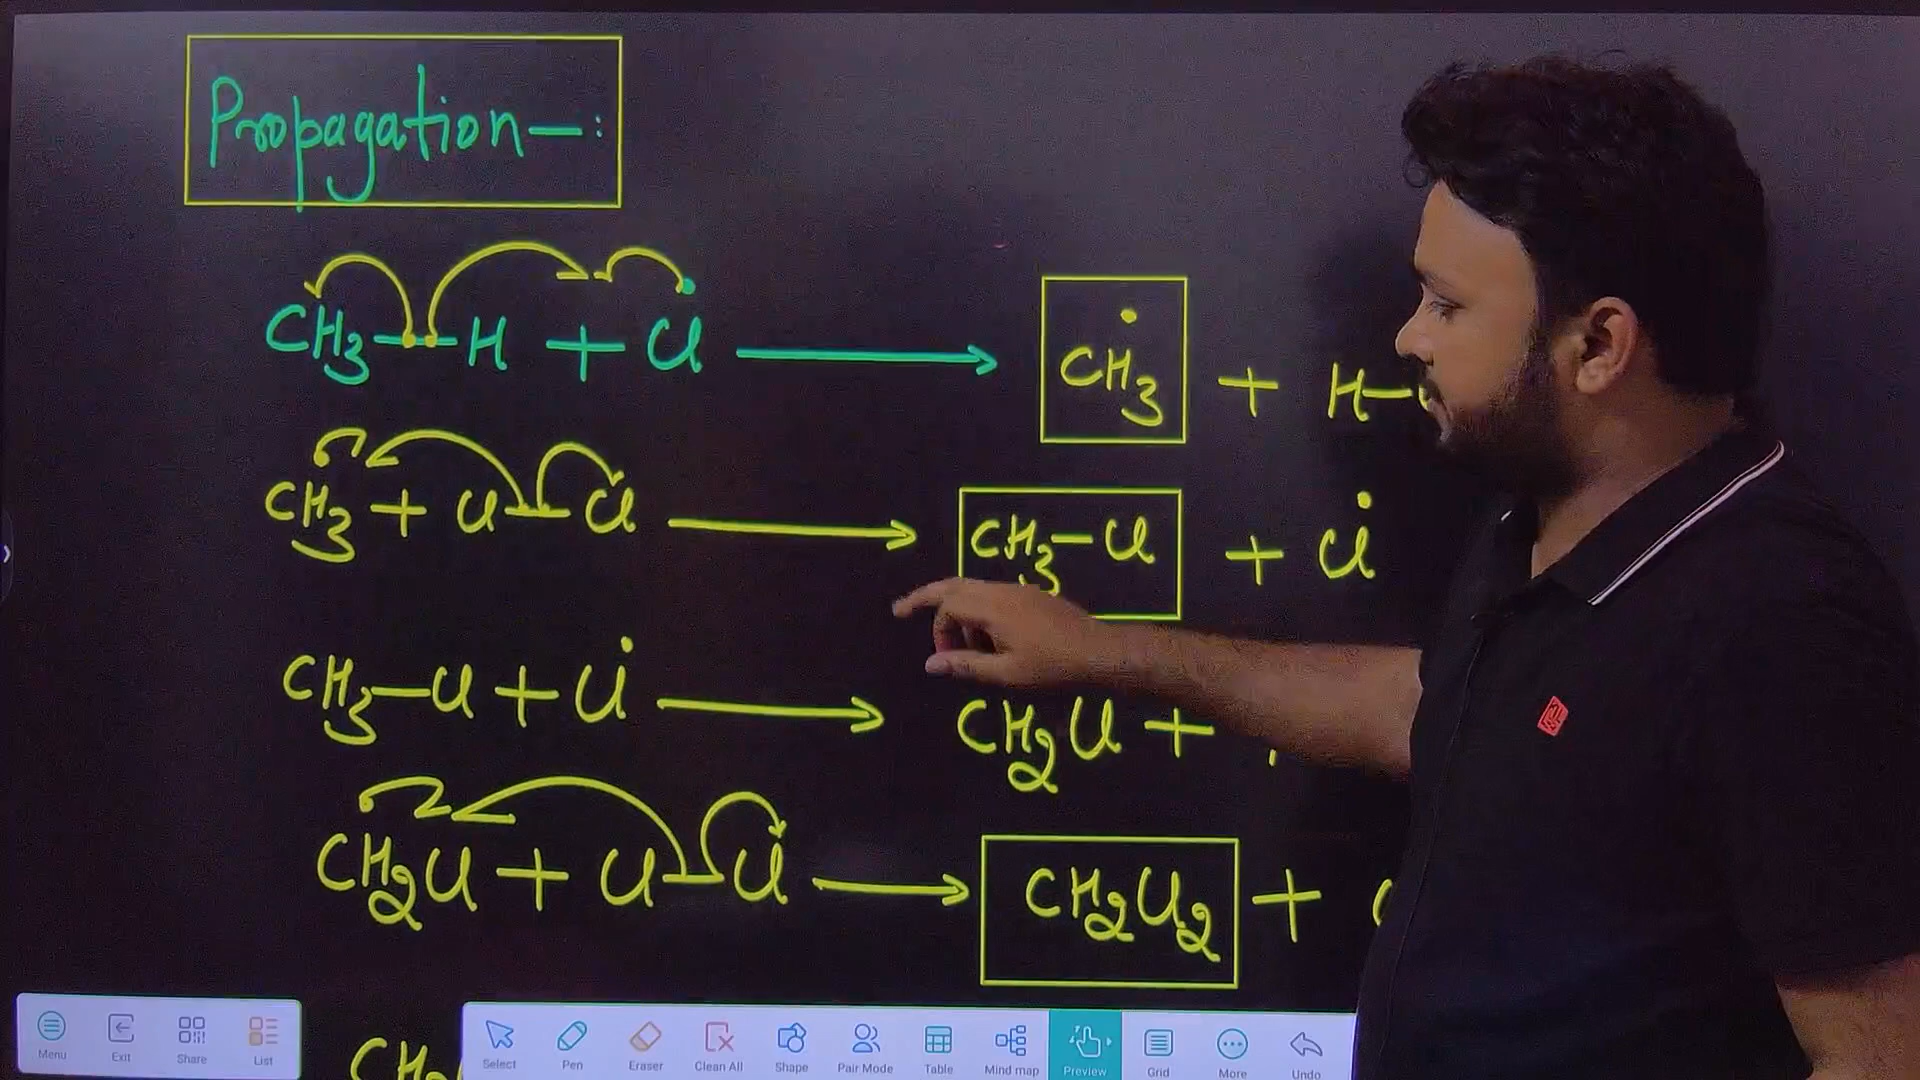 Propagation—:
CH3—H + Cl• → •CH3 + H—
CH3 + Cl—Cl → CH3—Cl + Cl•
CH3—Cl + Cl• → CH2Cl +
CH2Cl + Cl—Cl → CH2Cl2 +
CH2
Menu Exit Share List Select Pen Eraser Clean All Shape Pair Mode Table Mind map Preview Grid More Undo